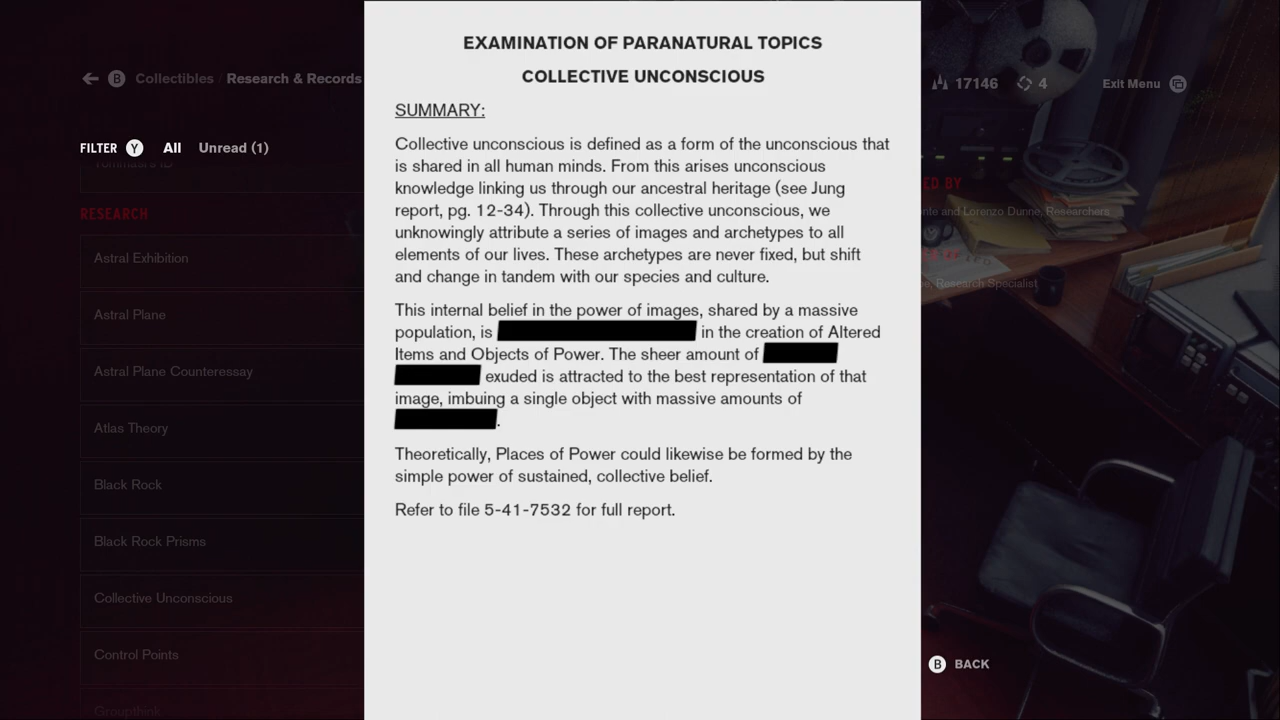 EXAMINATION OF PARANATURAL TOPICS
COLLECTIVE UNCONSCIOUS
SUMMARY:
Collective unconscious is defined as a form of the unconscious that
is shared in all human minds. From this arises unconscious
knowledge linking us through our ancestral heritage (see Jung
report, pg. 12-34). Through this collective unconscious, we
unknowingly attribute a series of images and archetypes to all
elements of our lives. These archetypes are never fixed, but shift
and change in tandem with our species and culture.
This internal belief in the power of images, shared by a massive
population, is in the creation of Altered
Items and Objects of Power. The sheer amount of
exuded is attracted to the best representation of that
image, imbuing a single object with massive amounts of
.
Theoretically, Places of Power could likewise be formed by the
simple power of sustained, collective belief.
Refer to file 5-41-7532 for full report.
B Collectibles / Research & Records
17146 4 Exit Menu
FILTER Y All Unread (1)
RESEARCH
Astral Exhibition
Astral Plane
Astral Plane Counteressay
Atlas Theory
Black Rock
Black Rock Prisms
Collective Unconscious
Control Points
Groupthink
ED BY
and Lorenzo Dunne, Researchers
Research Specialist
B BACK